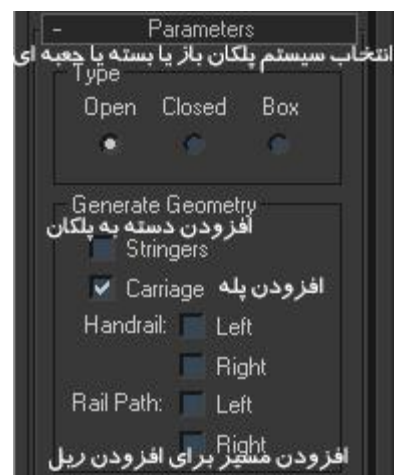 - Parameters
انتخاب سیستم پلکان باز یا بسته یا جعبه ای
Type
Open Closed Box
Generate Geometry
افزودن دسته به پلکان
Stringers
Carriage افزودن پله
Handrail: Left
Right
Rail Path: Left
Right
افزودن مسیر برای افزودن ریل